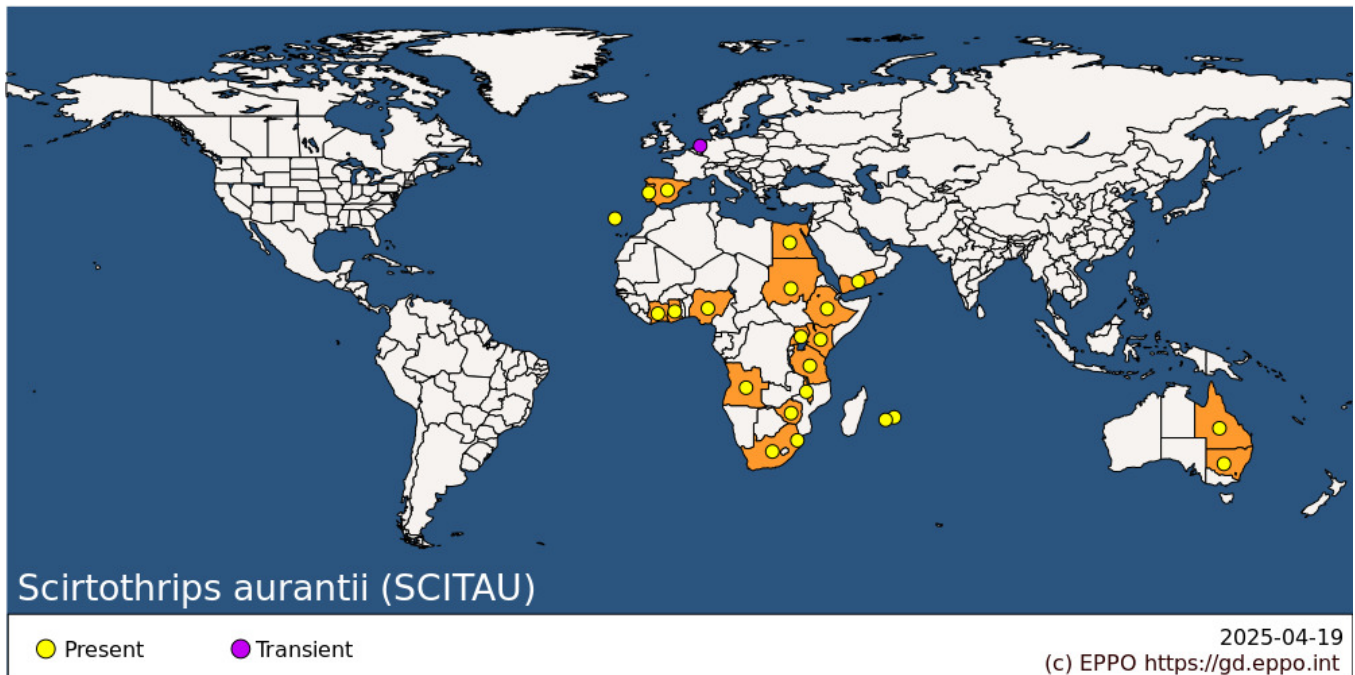 Scirtothrips aurantii (SCITAU)
Present
Transient
2025-04-19
(c) EPPO https://gd.eppo.int